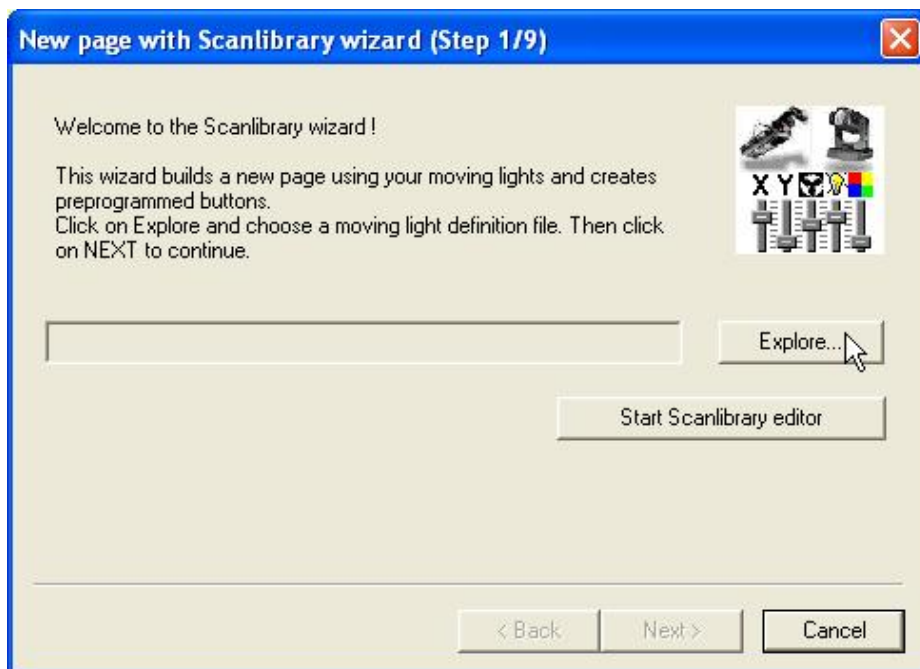 New page with Scanlibrary wizard (Step 1/9)
Welcome to the Scanlibrary wizard !
This wizard builds a new page using your moving lights and creates
preprogrammed buttons.
Click on Explore and choose a moving light definition file. Then click
on NEXT to continue.
X Y
Explore...
Start Scanlibrary editor
< Back
Next >
Cancel